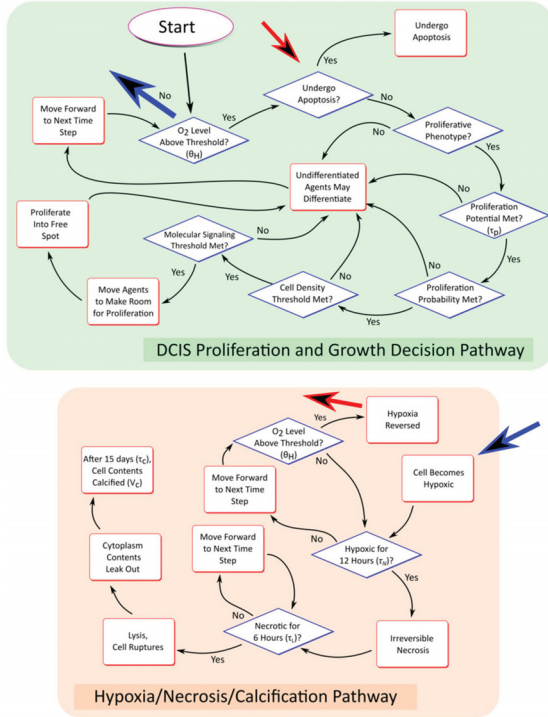 Start
Undergo
Apoptosis
Yes
No
Move Forward
to Next Time
Step
O2 Level
Above Threshold?
(θH)
Yes
Undergo
Apoptosis?
No
Proliferative
Phenotype?
No
Yes
Undifferentiated
Agents May
Differentiate
Proliferate
Into Free
Spot
Molecular Signaling
Threshold Met?
No
No
Proliferation
Potential Met?
(τp)
Yes
Yes
No
No
Move Agents
to Make Room
for Proliferation
Cell Density
Threshold Met?
Yes
Proliferation
Probability Met?
Yes
DCIS Proliferation and Growth Decision Pathway
O2 Level
Above Threshold?
(θH)
Yes
Hypoxia
Reversed
No
After 15 days (τc),
Cell Contents
Calcified (Vc)
Move Forward
to Next Time
Step
Cell Becomes
Hypoxic
Cytoplasm
Contents
Leak Out
Move Forward
to Next Time
Step
No
Hypoxic for
12 Hours (τN)?
Yes
No
Lysis,
Cell Ruptures
Necrotic for
6 Hours (τL)?
Yes
Irreversible
Necrosis
Hypoxia/Necrosis/Calcification Pathway